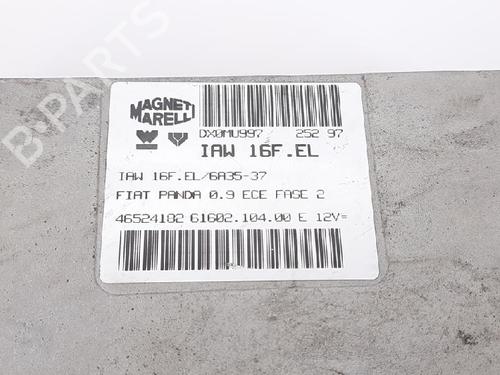 MAGNETI
MARELLI
DX0MU997 252 97
IAW 16F.EL
IAW 16F.EL/6A35-37
FIAT PANDA 0.9 ECE FASE 2
46524182 61602.104.00 E 12V=
B-PARTS